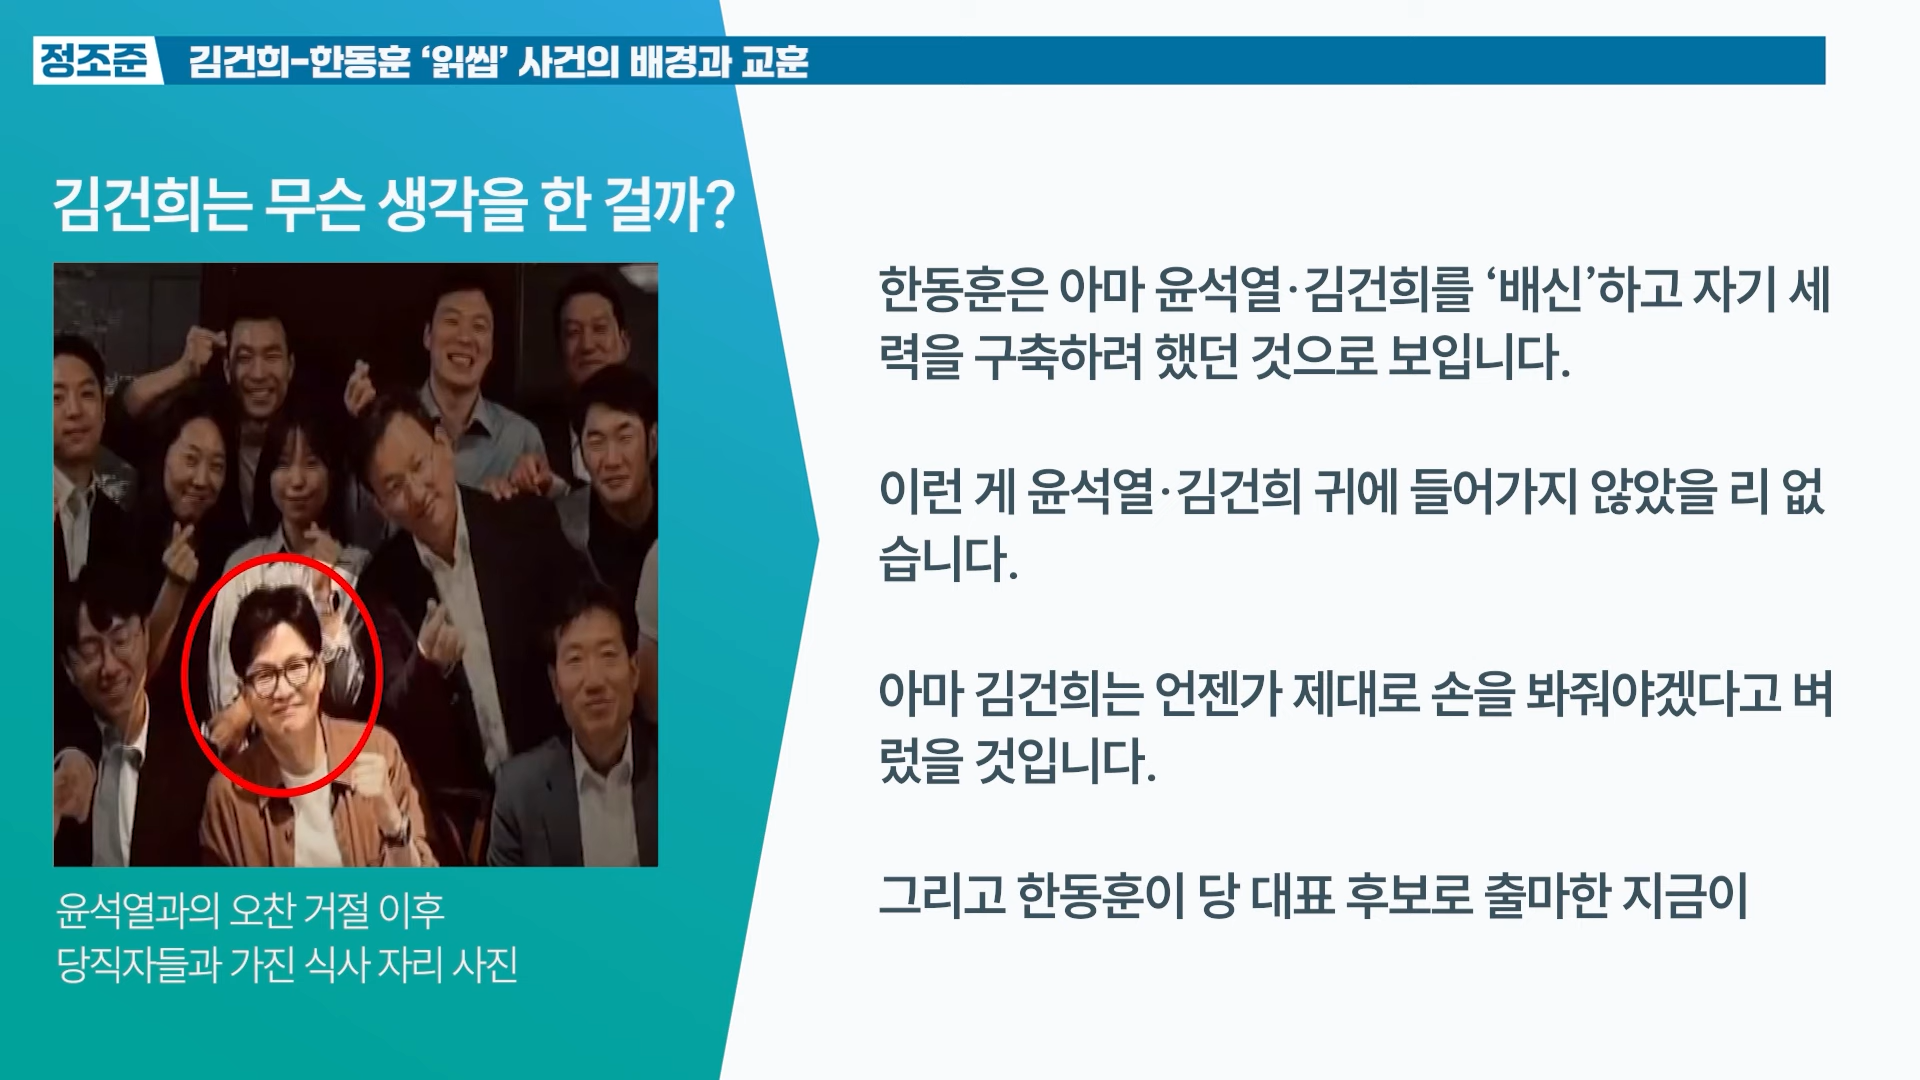 정조준
김건희-한동훈 ‘읽씹’ 사건의 배경과 교훈
김건희는 무슨 생각을 한 걸까?
윤석열과의 오찬 거절 이후
당직자들과 가진 식사 자리 사진
한동훈은 아마 윤석열·김건희를 ‘배신’하고 자기 세
력을 구축하려 했던 것으로 보입니다.
이런 게 윤석열·김건희 귀에 들어가지 않았을 리 없
습니다.
아마 김건희는 언젠가 제대로 손을 봐줘야겠다고 벼
렀을 것입니다.
그리고 한동훈이 당 대표 후보로 출마한 지금이